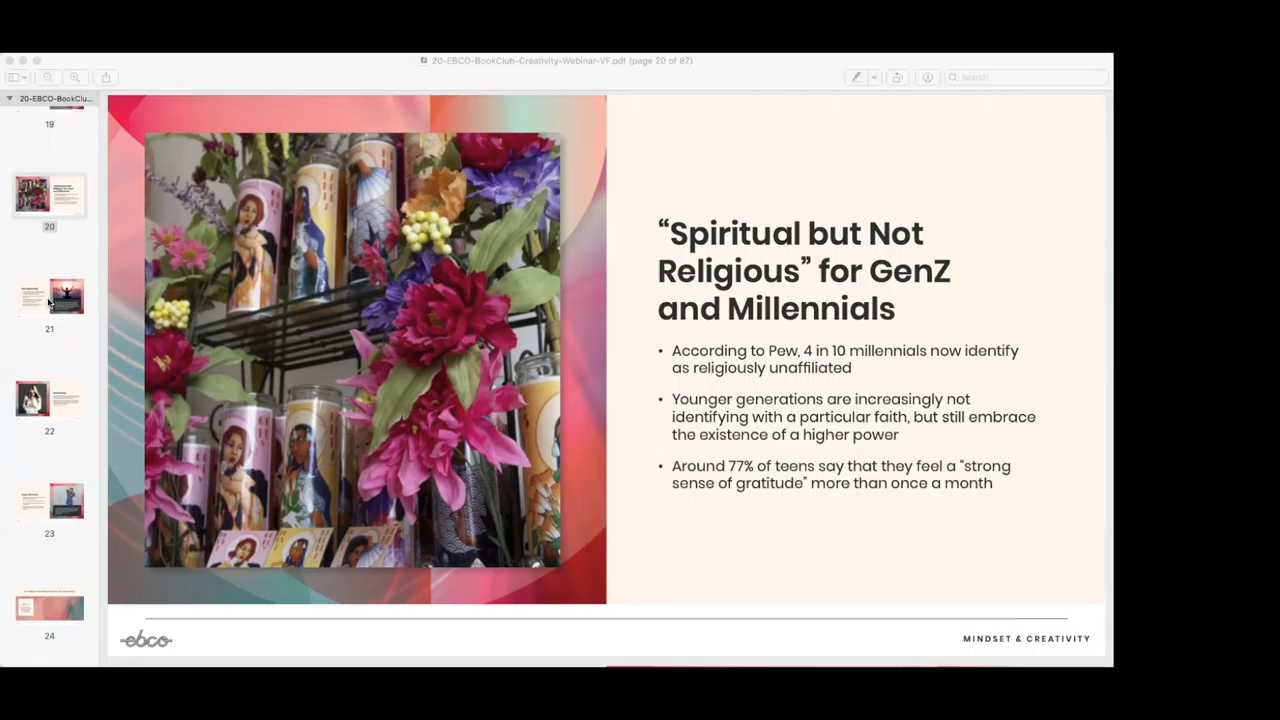 20-EBCO-BookClub-Creativity-Webinar-VF.pdf (page 20 of 87)
Search
20-EBCO-BookClu...
19
20
21
22
23
24
“Spiritual but Not
Religious” for GenZ
and Millennials
• According to Pew, 4 in 10 millennials now identify
as religiously unaffiliated
• Younger generations are increasingly not
identifying with a particular faith, but still embrace
the existence of a higher power
• Around 77% of teens say that they feel a "strong
sense of gratitude" more than once a month
ebco
MINDSET & CREATIVITY